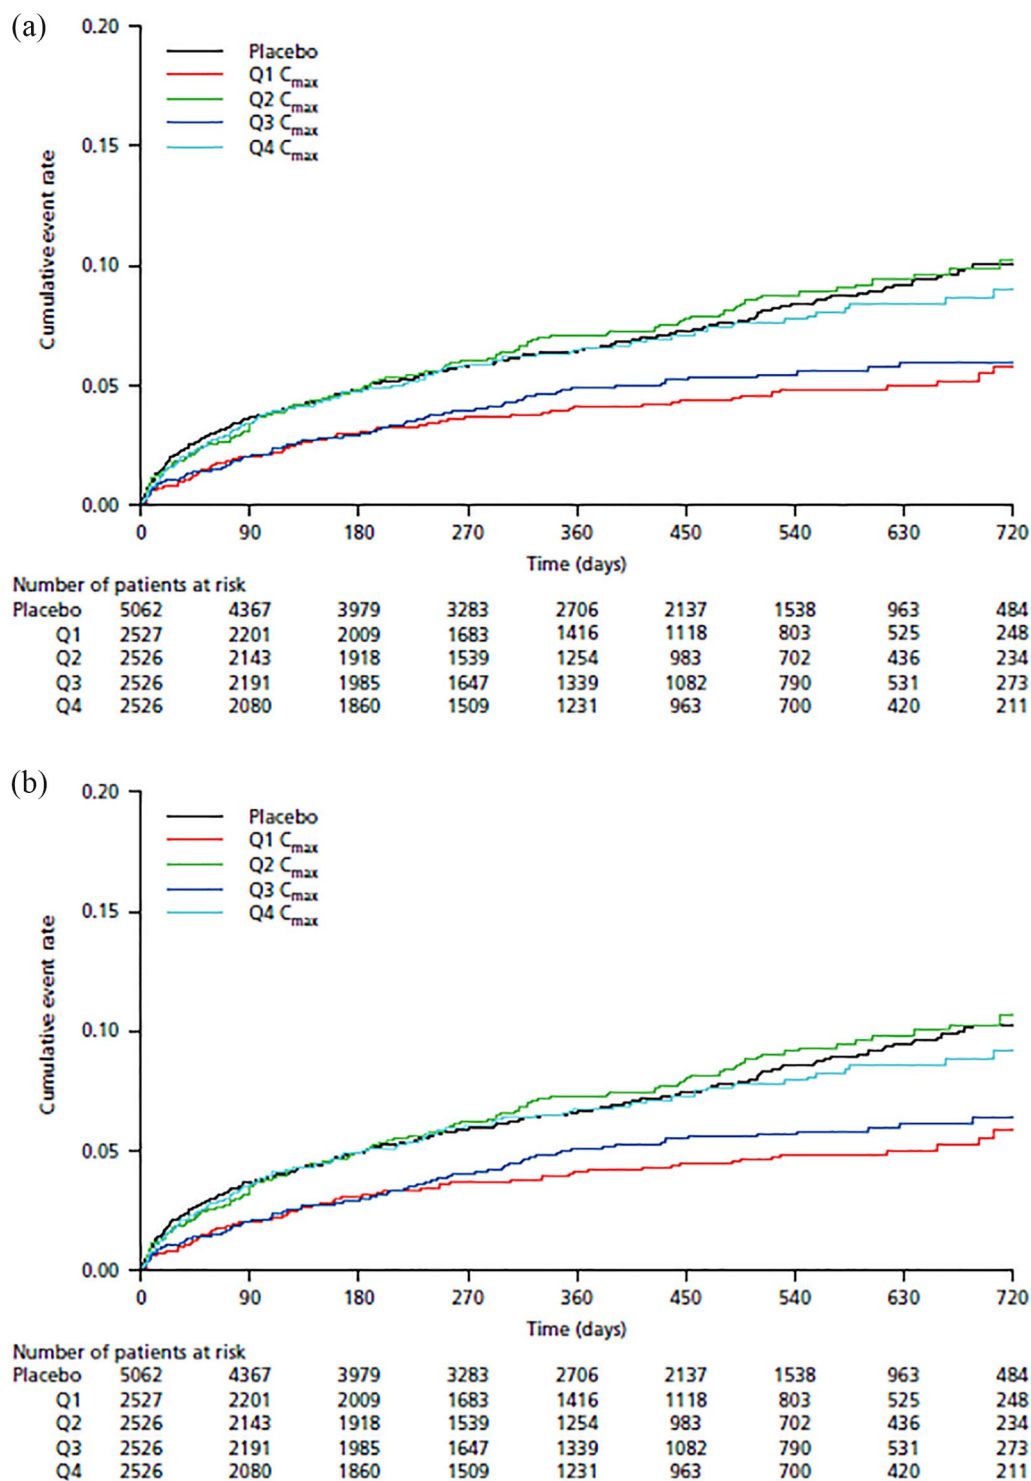 (a)
0.20
0.15
0.10
0.05
0.00
Cumulative event rate
Placebo
Q1 Cmax
Q2 Cmax
Q3 Cmax
Q4 Cmax
0 90 180 270 360 450 540 630 720
Time (days)
Number of patients at risk
Placebo 5062 4367 3979 3283 2706 2137 1538 963 484
Q1 2527 2201 2009 1683 1416 1118 803 525 248
Q2 2526 2143 1918 1539 1254 983 702 436 234
Q3 2526 2191 1985 1647 1339 1082 790 531 273
Q4 2526 2080 1860 1509 1231 963 700 420 211
(b)
0.20
0.15
0.10
0.05
0.00
Cumulative event rate
Placebo
Q1 Cmax
Q2 Cmax
Q3 Cmax
Q4 Cmax
0 90 180 270 360 450 540 630 720
Time (days)
Number of patients at risk
Placebo 5062 4367 3979 3283 2706 2137 1538 963 484
Q1 2527 2201 2009 1683 1416 1118 803 525 248
Q2 2526 2143 1918 1539 1254 983 702 436 234
Q3 2526 2191 1985 1647 1339 1082 790 531 273
Q4 2526 2080 1860 1509 1231 963 700 420 211